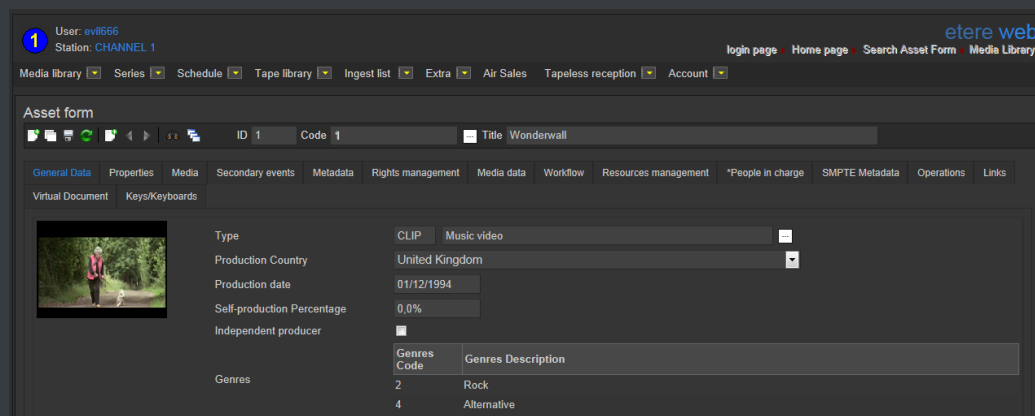 1
User: evil666
Station: CHANNEL 1
etere web
login page Home page Search Asset Form Media Library
Media library Series Schedule Tape library Ingest list Extra Air Sales Tapeless reception Account
Asset form
ID 1 Code 1 ... Title Wonderwall
General Data Properties Media Secondary events Metadata Rights management Media data Workflow Resources management *People in charge SMPTE Metadata Operations Links
Virtual Document Keys/Keyboards
Type CLIP Music video ...
Production Country United Kingdom
Production date 01/12/1994
Self-production Percentage 0,0%
Independent producer
Genres Code Genres Description
Genres
2 Rock
4 Alternative